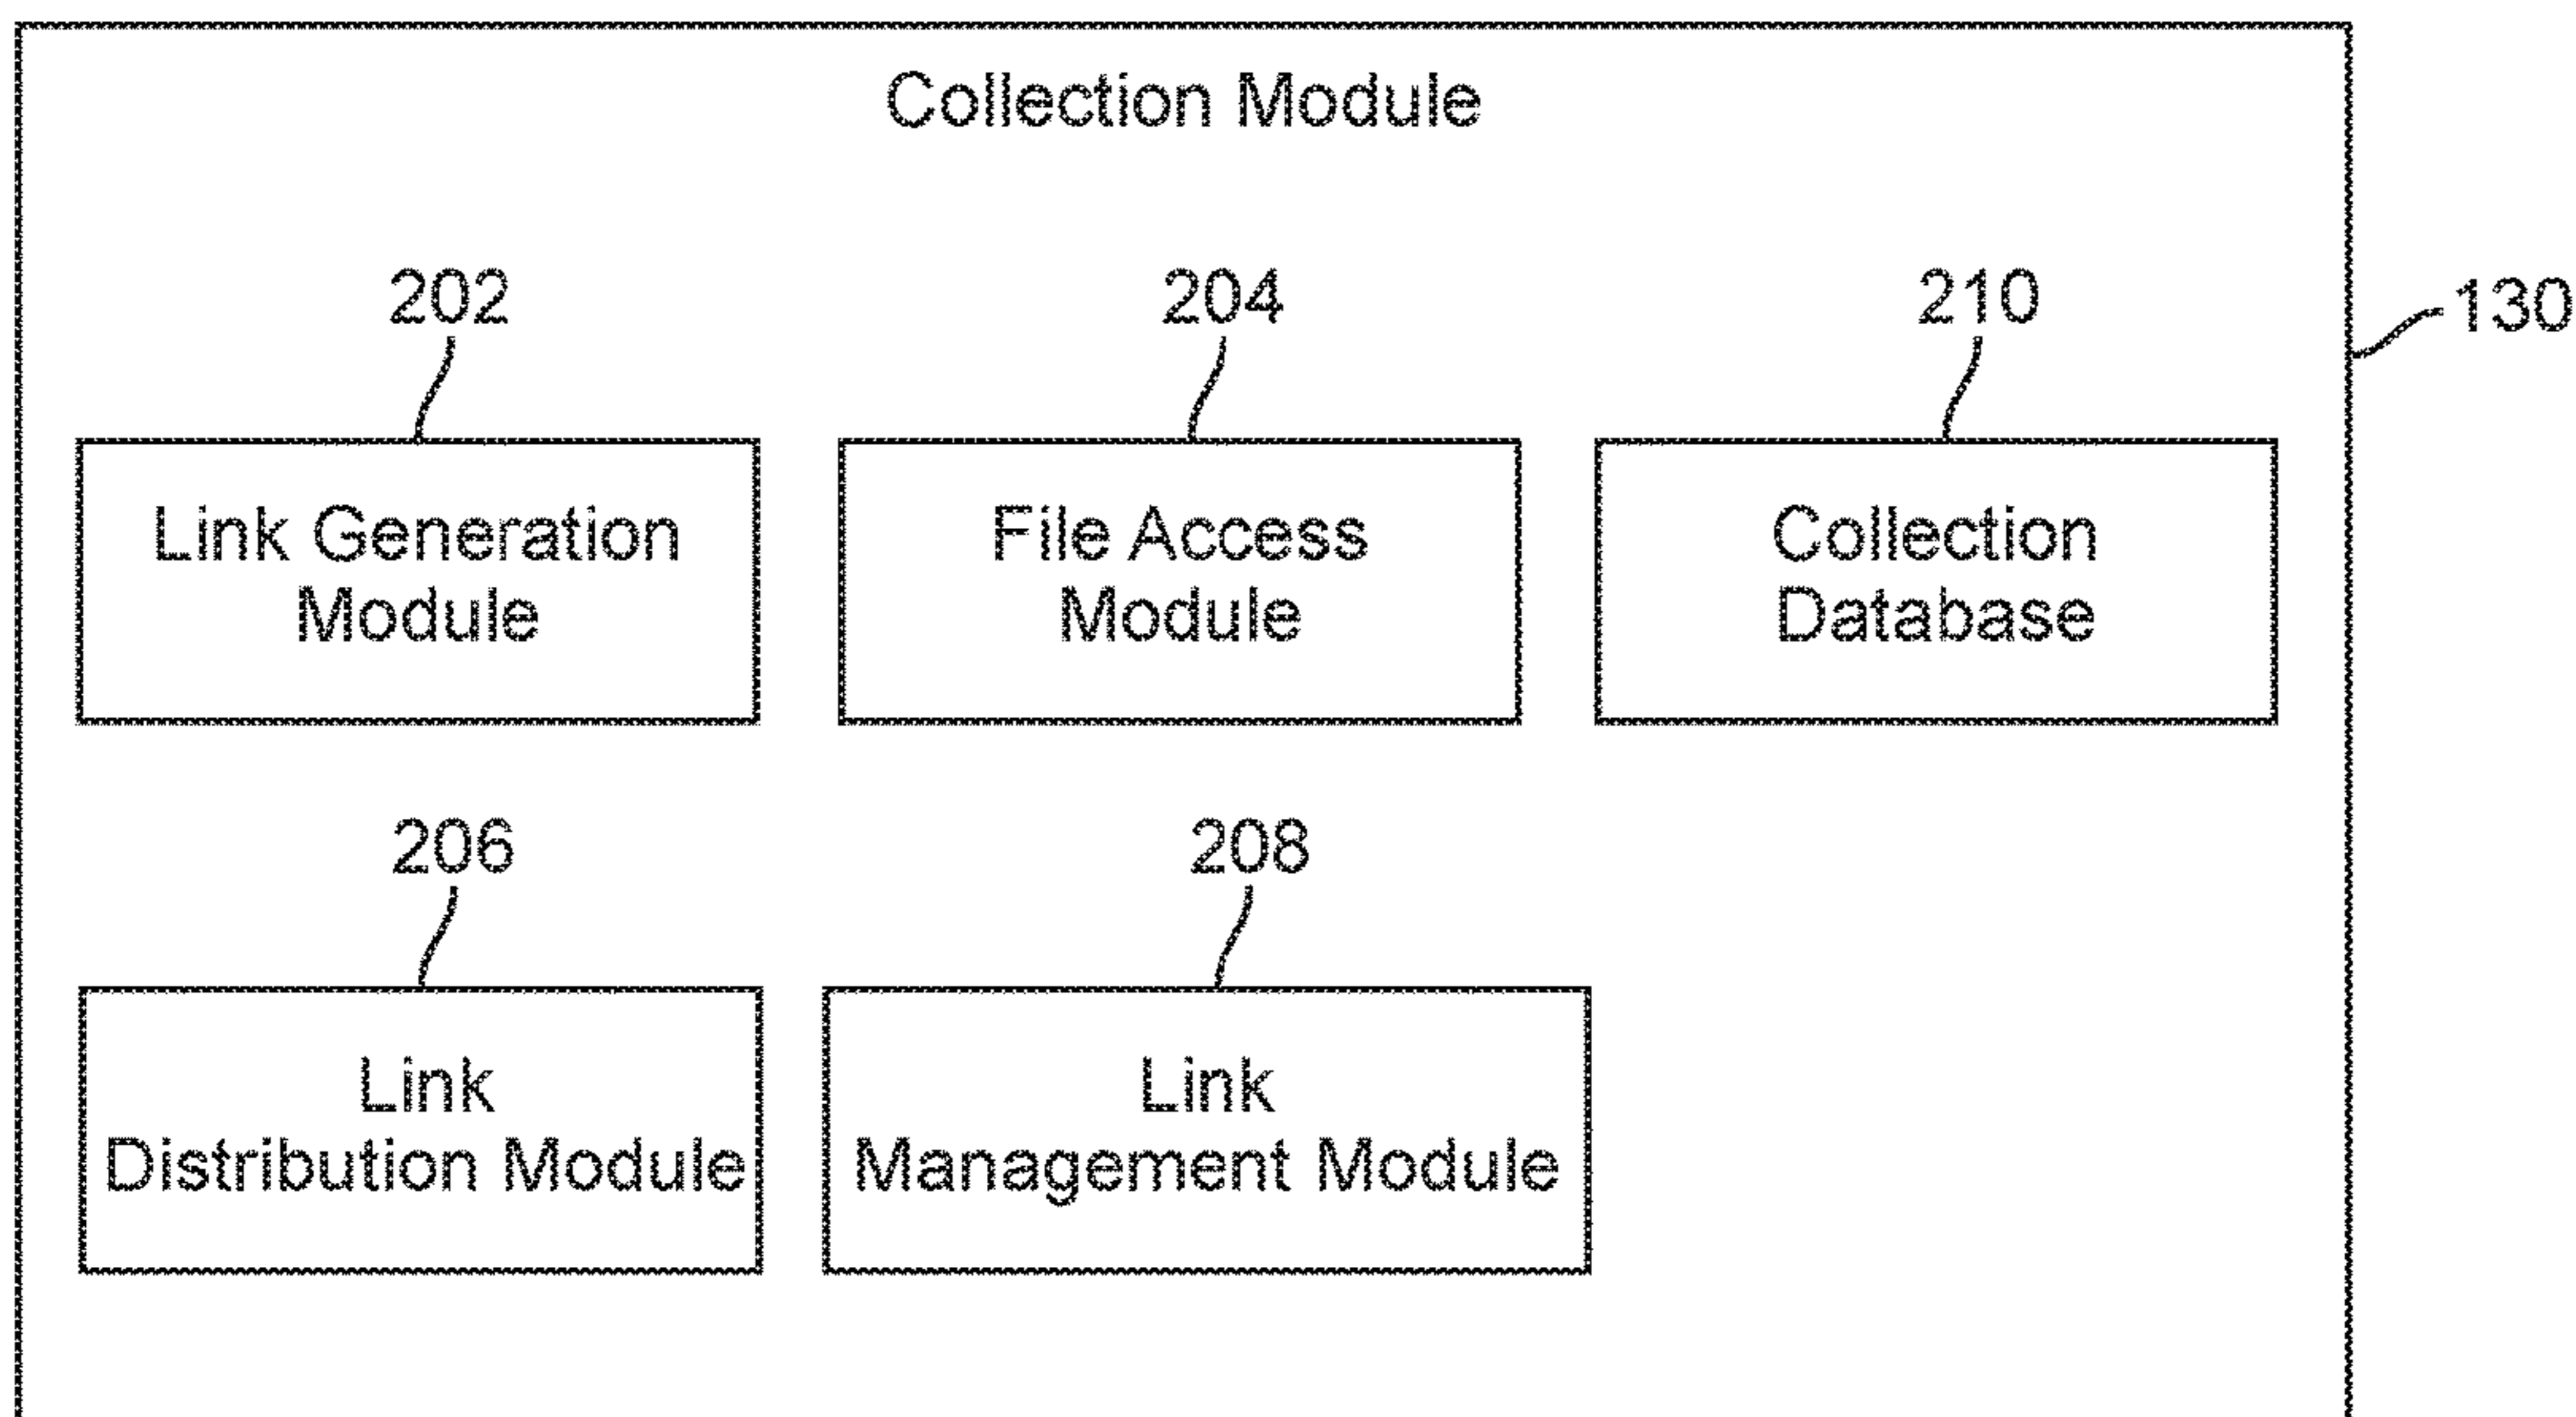 Collection Module
202
204
210
130
Link Generation
Module
File Access
Module
Collection
Database
206
208
Link
Distribution Module
Link
Management Module